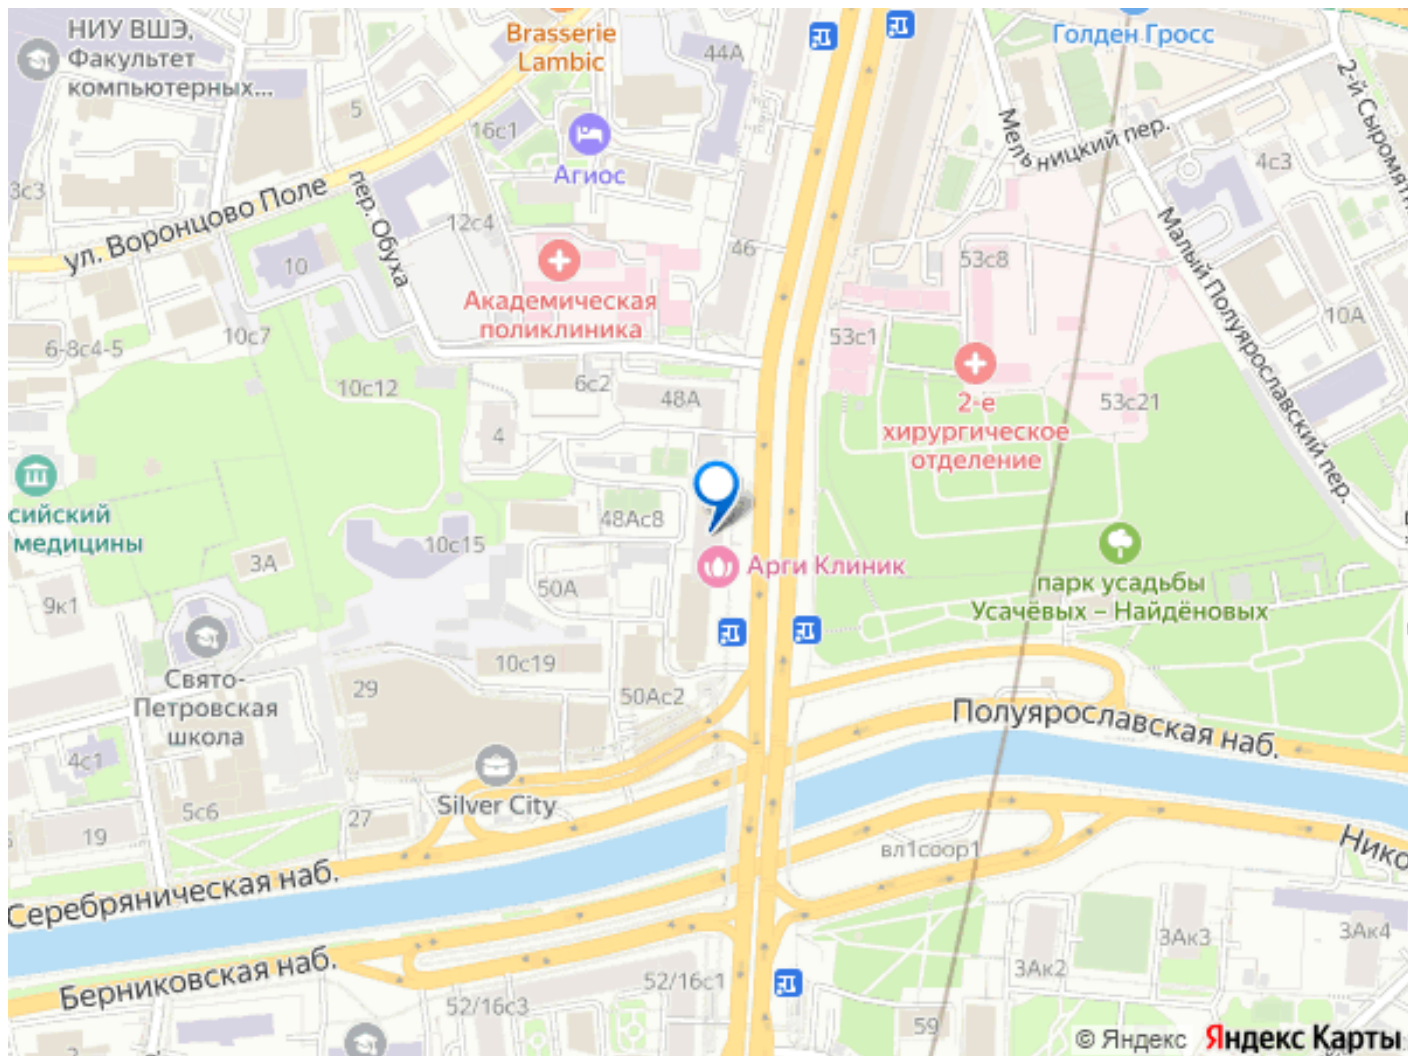 НИУ ВШЭ,
Факультет
компьютерных...
Brasserie
Lambic
44А
Голден Гросс
2-й Сыромятн
5
16с1
Агиос
Мельницкий пер.
4с3
3с3
ул. Воронцово Поле
пер. Обуха
12с4
46
53с8
Малый Полуярославский пер.
10
Академическая
поликлиника
10с7
6-8с4-5
53с1
10А
10с12
6с2
48А
2-е
хирургическое
отделение
53с21
4
сийский
медицины
48Ас8
10с15
3А
50А
Арги Клиник
парк усадьбы
Усачёвых – Найдёновых
9к1
10с19
Свято-
Петровская
школа
29
50Ас2
Полуярославская наб.
4с1
Silver City
5с6
27
19
вл1соор1
Нико
Серебряническая наб.
Берниковская наб.
3Ак3
3Ак4
3Ак2
52/16с1
52/16с3
59
© Яндекс Яндекс Карты